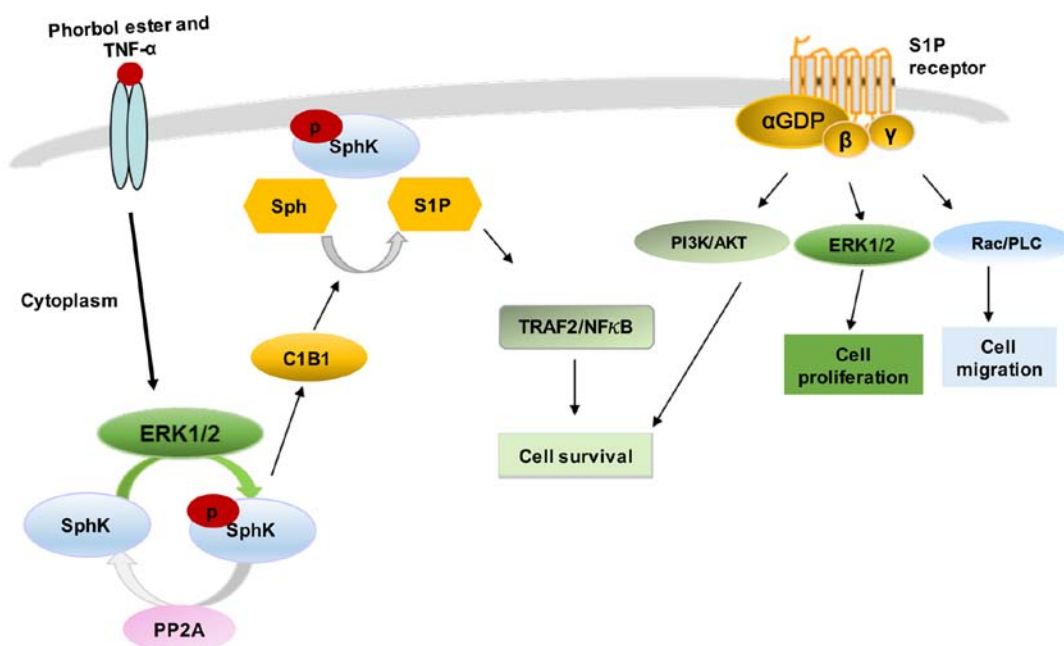 Phorbol ester and
TNF-α
S1P
receptor
p
SphK
αGDP
β
γ
Sph
S1P
PI3K/AKT
ERK1/2
Rac/PLC
Cytoplasm
TRAF2/NFκB
C1B1
Cell
proliferation
Cell
migration
ERK1/2
Cell survival
SphK
p
SphK
PP2A